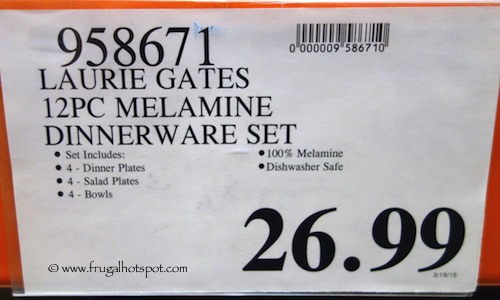 958671
0 000009 586710
LAURIE GATES
12PC MELAMINE
DINNERWARE SET
• Set Includes:
• 4 - Dinner Plates
• 4 - Salad Plates
• 4 - Bowls
• 100% Melamine
• Dishwasher Safe
26.99
© www.frugalhotspot.com